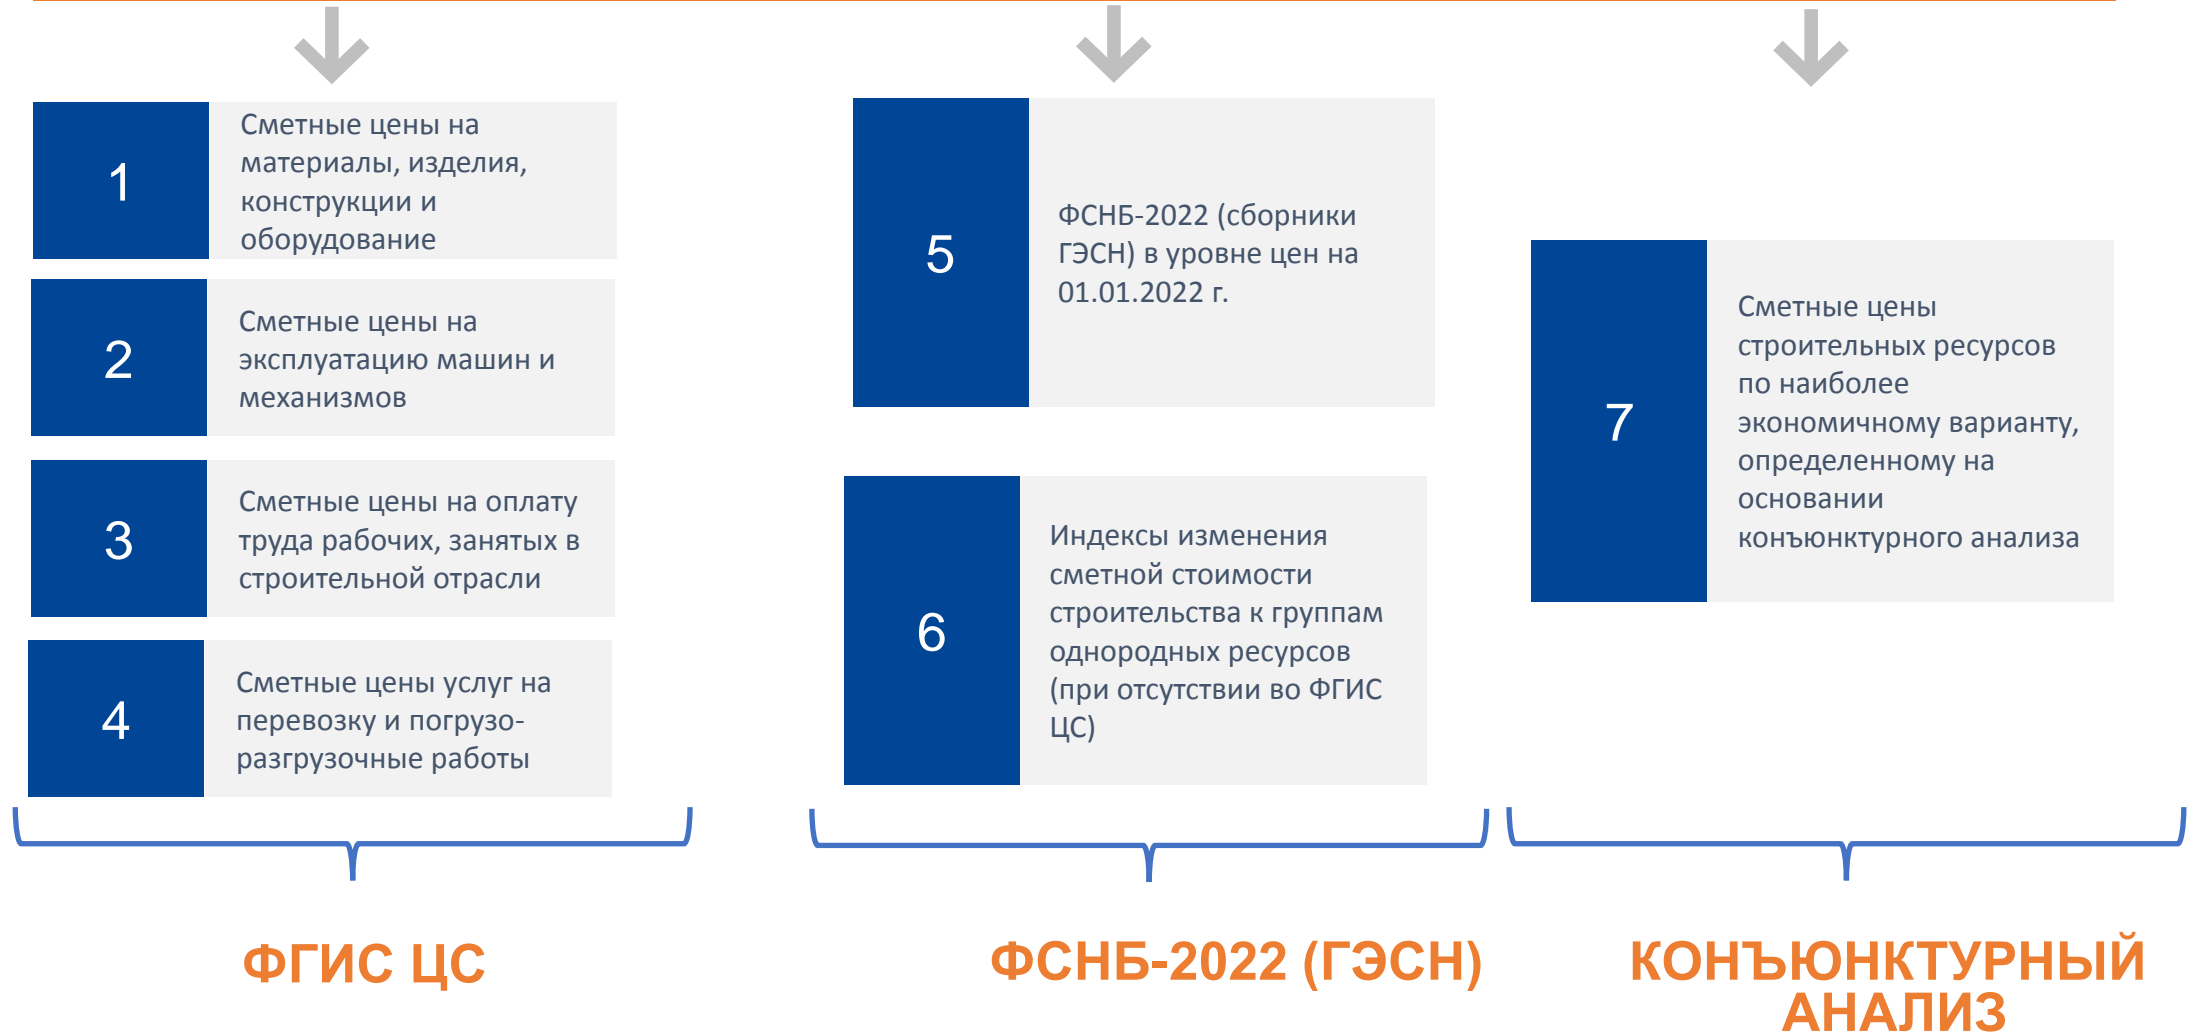 1
Сметные цены на
материалы, изделия,
конструкции и
оборудование
2
Сметные цены на
эксплуатацию машин и
механизмов
3
Сметные цены на оплату
труда рабочих, занятых в
строительной отрасли
4
Сметные цены услуг на
перевозку и погрузо-
разгрузочные работы
ФГИС ЦС
5
ФСНБ-2022 (сборники
ГЭСН) в уровне цен на
01.01.2022 г.
6
Индексы изменения
сметной стоимости
строительства к группам
однородных ресурсов
(при отсутствии во ФГИС
ЦС)
ФСНБ-2022 (ГЭСН)
7
Сметные цены
строительных ресурсов
по наиболее
экономичному варианту,
определенному на
основании
конъюнктурного анализа
КОНЪЮНКТУРНЫЙ
АНАЛИЗ